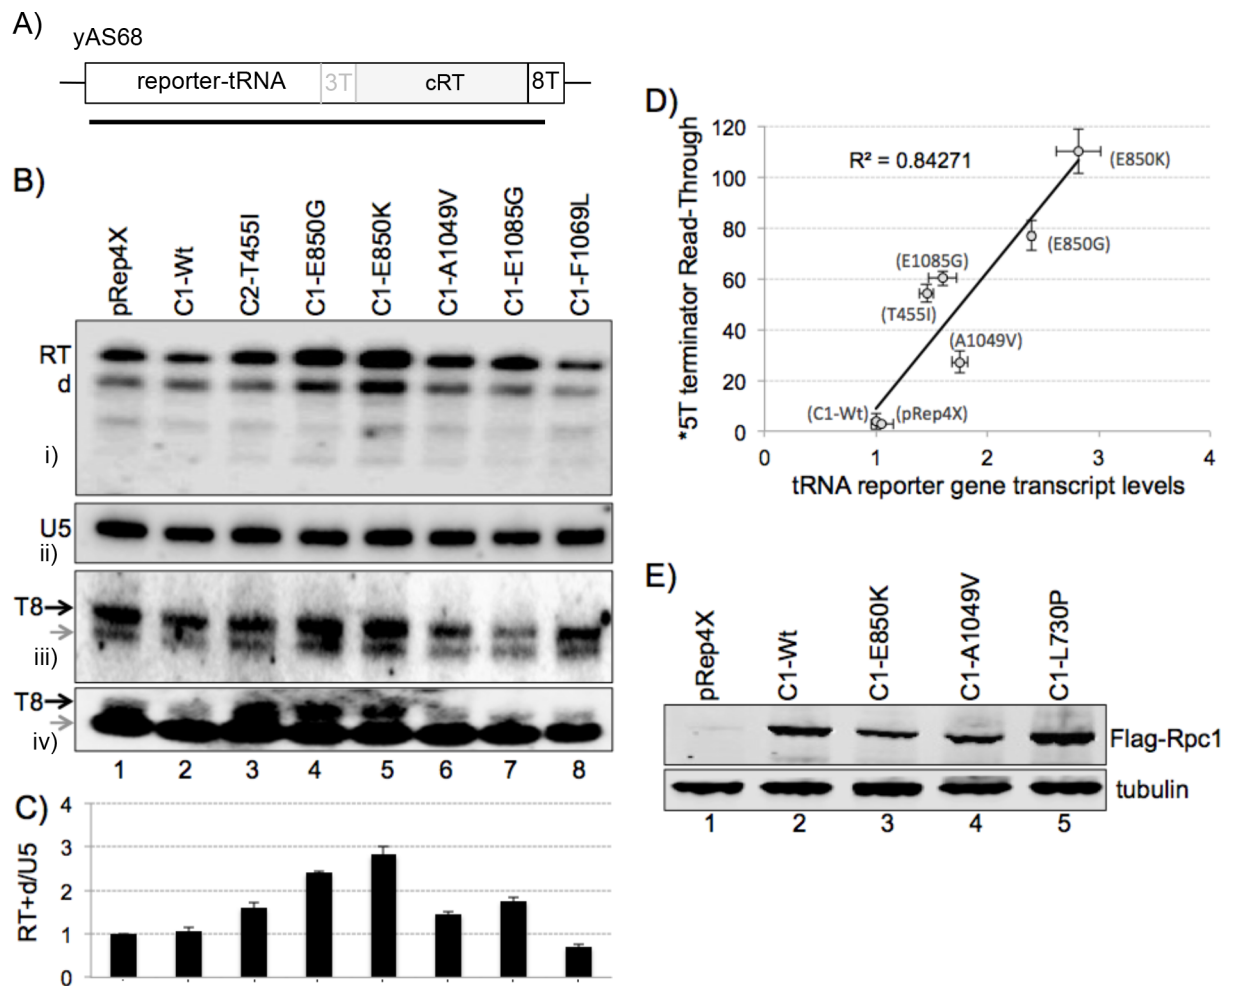 A)
yAS68
reporter-tRNA 3T cRT 8T
B)
pRep4X
C1-Wt
C2-T455I
C1-E850G
C1-E850K
C1-A1049V
C1-E1085G
C1-F1069L
RT
d
i)
U5
ii)
T8
iii)
T8
iv)
1 2 3 4 5 6 7 8
C)
RT+d/U5
4
3
2
1
0
D)
*5T terminator Read-Through
120
100
80
60
40
20
0
R² = 0.84271
(E850K)
(E850G)
(E1085G)
(T455I)
(A1049V)
(C1-Wt) (pRep4X)
0 1 2 3 4
tRNA reporter gene transcript levels
E)
pRep4X
C1-Wt
C1-E850K
C1-A1049V
C1-L730P
Flag-Rpc1
tubulin
1 2 3 4 5